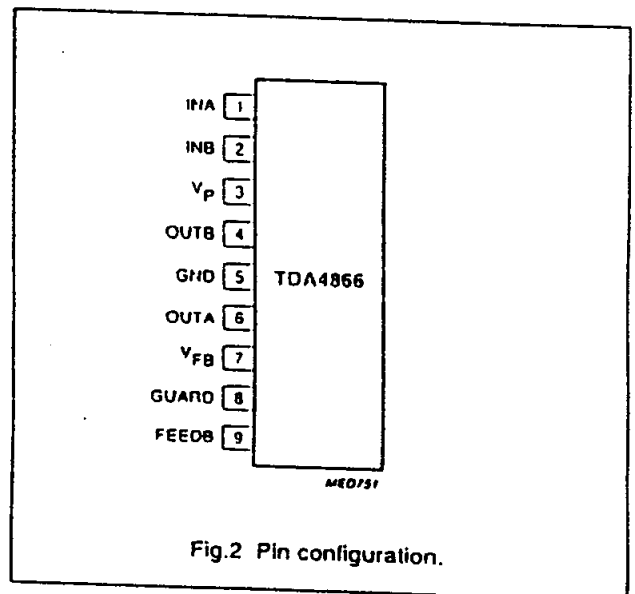 INA 1
INB 2
VP 3
OUTB 4
GND 5
TDA4866
OUTA 6
VFB 7
GUARD 8
FEEDB 9
MED751
Fig.2 Pin configuration.